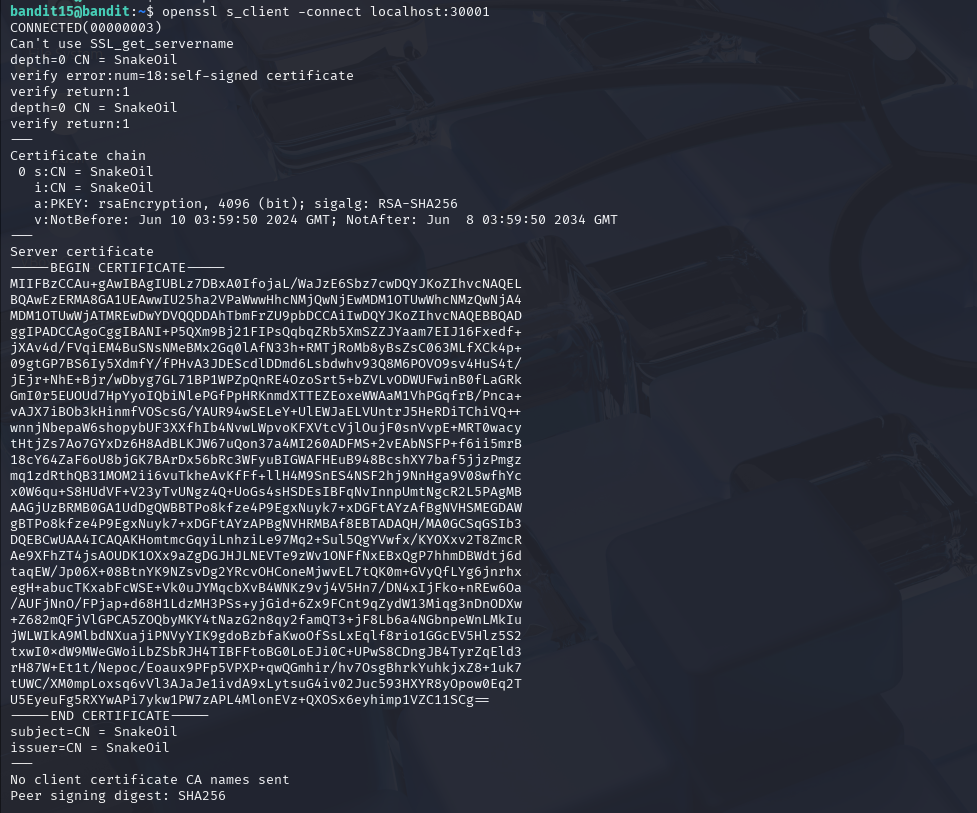 bandit15@bandit:~$ openssl s_client -connect localhost:30001
CONNECTED(00000003)
Can't use SSL_get_servername
depth=0 CN = SnakeOil
verify error:num=18:self-signed certificate
verify return:1
depth=0 CN = SnakeOil
verify return:1
---
Certificate chain
 0 s:CN = SnakeOil
   i:CN = SnakeOil
   a:PKEY: rsaEncryption, 4096 (bit); sigalg: RSA-SHA256
   v:NotBefore: Jun 10 03:59:50 2024 GMT; NotAfter: Jun  8 03:59:50 2034 GMT
---
Server certificate
-----BEGIN CERTIFICATE-----
MIIFBzCCAu+gAwIBAgIUBLz7DBxA0IfojaL/WaJzE6Sbz7cwDQYJKoZIhvcNAQEL
BQAwEzERMA8GA1UEAwwIU25ha2VPaWwwHhcNMjQwNjEwMDM1OTUwWhcNMzQwNjA4
MDM1OTUwWjATMREwDwYDVQQDDAhTbmFrZU9pbDCCAiIwDQYJKoZIhvcNAQEBBQAD
ggIPADCCAgoCggIBANI+P5QXm9Bj21FIPsQqbqZRb5XmSZZJYaam7EIJ16Fxedf+
jXAv4d/FVqiEM4BuSNsNMeBMx2Gq0lAfN33h+RMTjRoMb8yBsZsC063MLfXCk4p+
09gtGP7BS6Iy5XdmfY/fPHvA3JDEScdlDDmd6Lsbdwhv93Q8M6POVO9sv4HuS4t/
jEjr+NhE+Bjr/wDbyg7GL71BP1WPZpQnRE4OzoSrt5+bZVLvODWUFwinB0fLaGRk
GmI0r5EUOUd7HpYyoIQbiNlePGfPpHRKnmdXTTEZEoxeWWAaM1VhPGqfrB/Pnca+
vAJX7iBOb3kHinmfVOScsG/YAUR94wSELeY+UlEWJaELVUntrJ5HeRDiTChiVQ++
wnnjNbepaW6shopybUF3XXfhIb4NvwLWpvoKFXVtcVjlOujF0snVvpE+MRT0wacy
tHtjZs7Ao7GYxDz6H8AdBLKJW67uQon37a4MI260ADFMS+2vEAbNSFP+f6ii5mrB
18cY64ZaF6oU8bjGK7BArDx56bRc3WFyuBIGWAFHEuB948BcshXY7baf5jjzPmgz
mq1zdRthQB31MOM2ii6vuTkheAvKfFf+llH4M9SnES4NSF2hj9NnHga9V08wfhYc
x0W6qu+S8HUdVF+V23yTvUNgz4Q+UoGs4sHSDEsIBFqNvInnpUmtNgcR2L5PAgMB
AAGjUzBRMB0GA1UdDgQWBBTPo8kfze4P9EgxNuyk7+xDGFtAYzAfBgNVHSMEGDAW
gBTPo8kfze4P9EgxNuyk7+xDGFtAYzAPBgNVHRMBAf8EBTADAQH/MA0GCSqGSIb3
DQEBCwUAA4ICAQAKHomtmcGqyiLnhziLe97Mq2+Sul5QgYVwfx/KYOXxv2T8ZmcR
Ae9XFhZT4jsAOUDK1OXx9aZgDGJHJLNEVTe9zWv1ONFfNxEBxQgP7hhmDBWdtj6d
taqEW/Jp06X+08BtnYK9NZsvDg2YRcvOHConeMjwvEL7tQK0m+GVyQfLYg6jnrhx
egH+abucTKxabFcWSE+Vk0uJYMqcbXvB4WNKz9vj4V5Hn7/DN4xIjFko+nREw6Oa
/AUFjNnO/FPjap+d68H1LdzMH3PSs+yjGid+6Zx9FCnt9qZydW13Miqg3nDnODXw
+Z682mQFjVlGPCA5ZOQbyMKY4tNazG2n8qy2famQT3+jF8Lb6a4NGbnpeWnLMkIu
jWLWIkA9MlbdNXuajiPNVyYIK9gdoBzbfaKwoOfSsLxEqlf8rio1GGcEV5Hlz5S2
txwI0xdW9MWeGWoiLbZSbRJH4TIBFFtoBG0LoEJi0C+UPwS8CDngJB4TyrZqEld3
rH87W+Et1t/Nepoc/Eoaux9PFp5VPXP+qwQGmhir/hv7OsgBhrkYuhkjxZ8+1uk7
tUWC/XM0mpLoxsq6vVl3AJaJe1ivdA9xLytsuG4iv02Juc593HXYR8yOpow0Eq2T
U5EyeuFg5RXYwAPi7ykw1PW7zAPL4MlonEVz+QXOSx6eyhimp1VZC11SCg==
-----END CERTIFICATE-----
subject=CN = SnakeOil
issuer=CN = SnakeOil
---
No client certificate CA names sent
Peer signing digest: SHA256